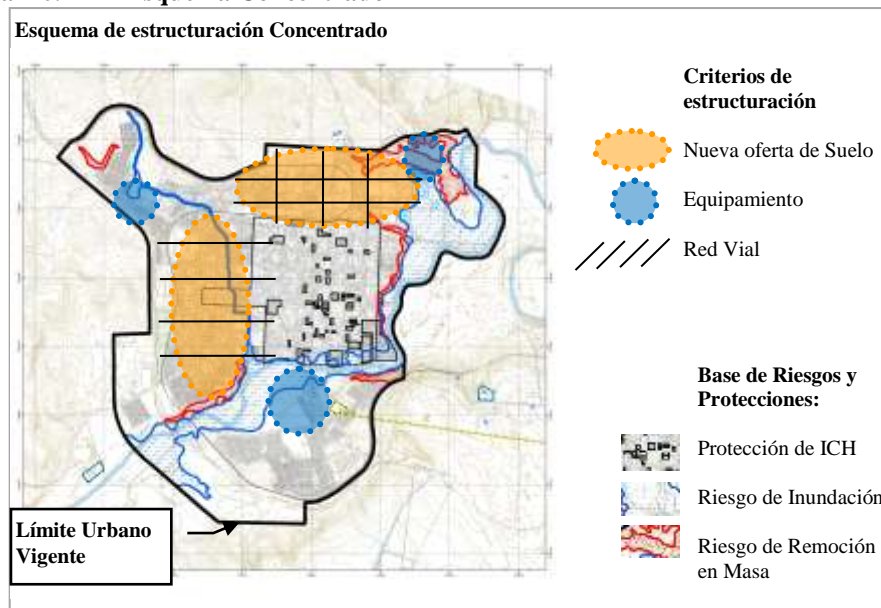 Esquema de estructuración Concentrado
Criterios de
estructuración
Nueva oferta de Suelo
Equipamiento
Red Vial
Base de Riesgos y
Protecciones:
Protección de ICH
Riesgo de Inundación
Riesgo de Remoción
en Masa
Límite Urbano
Vigente